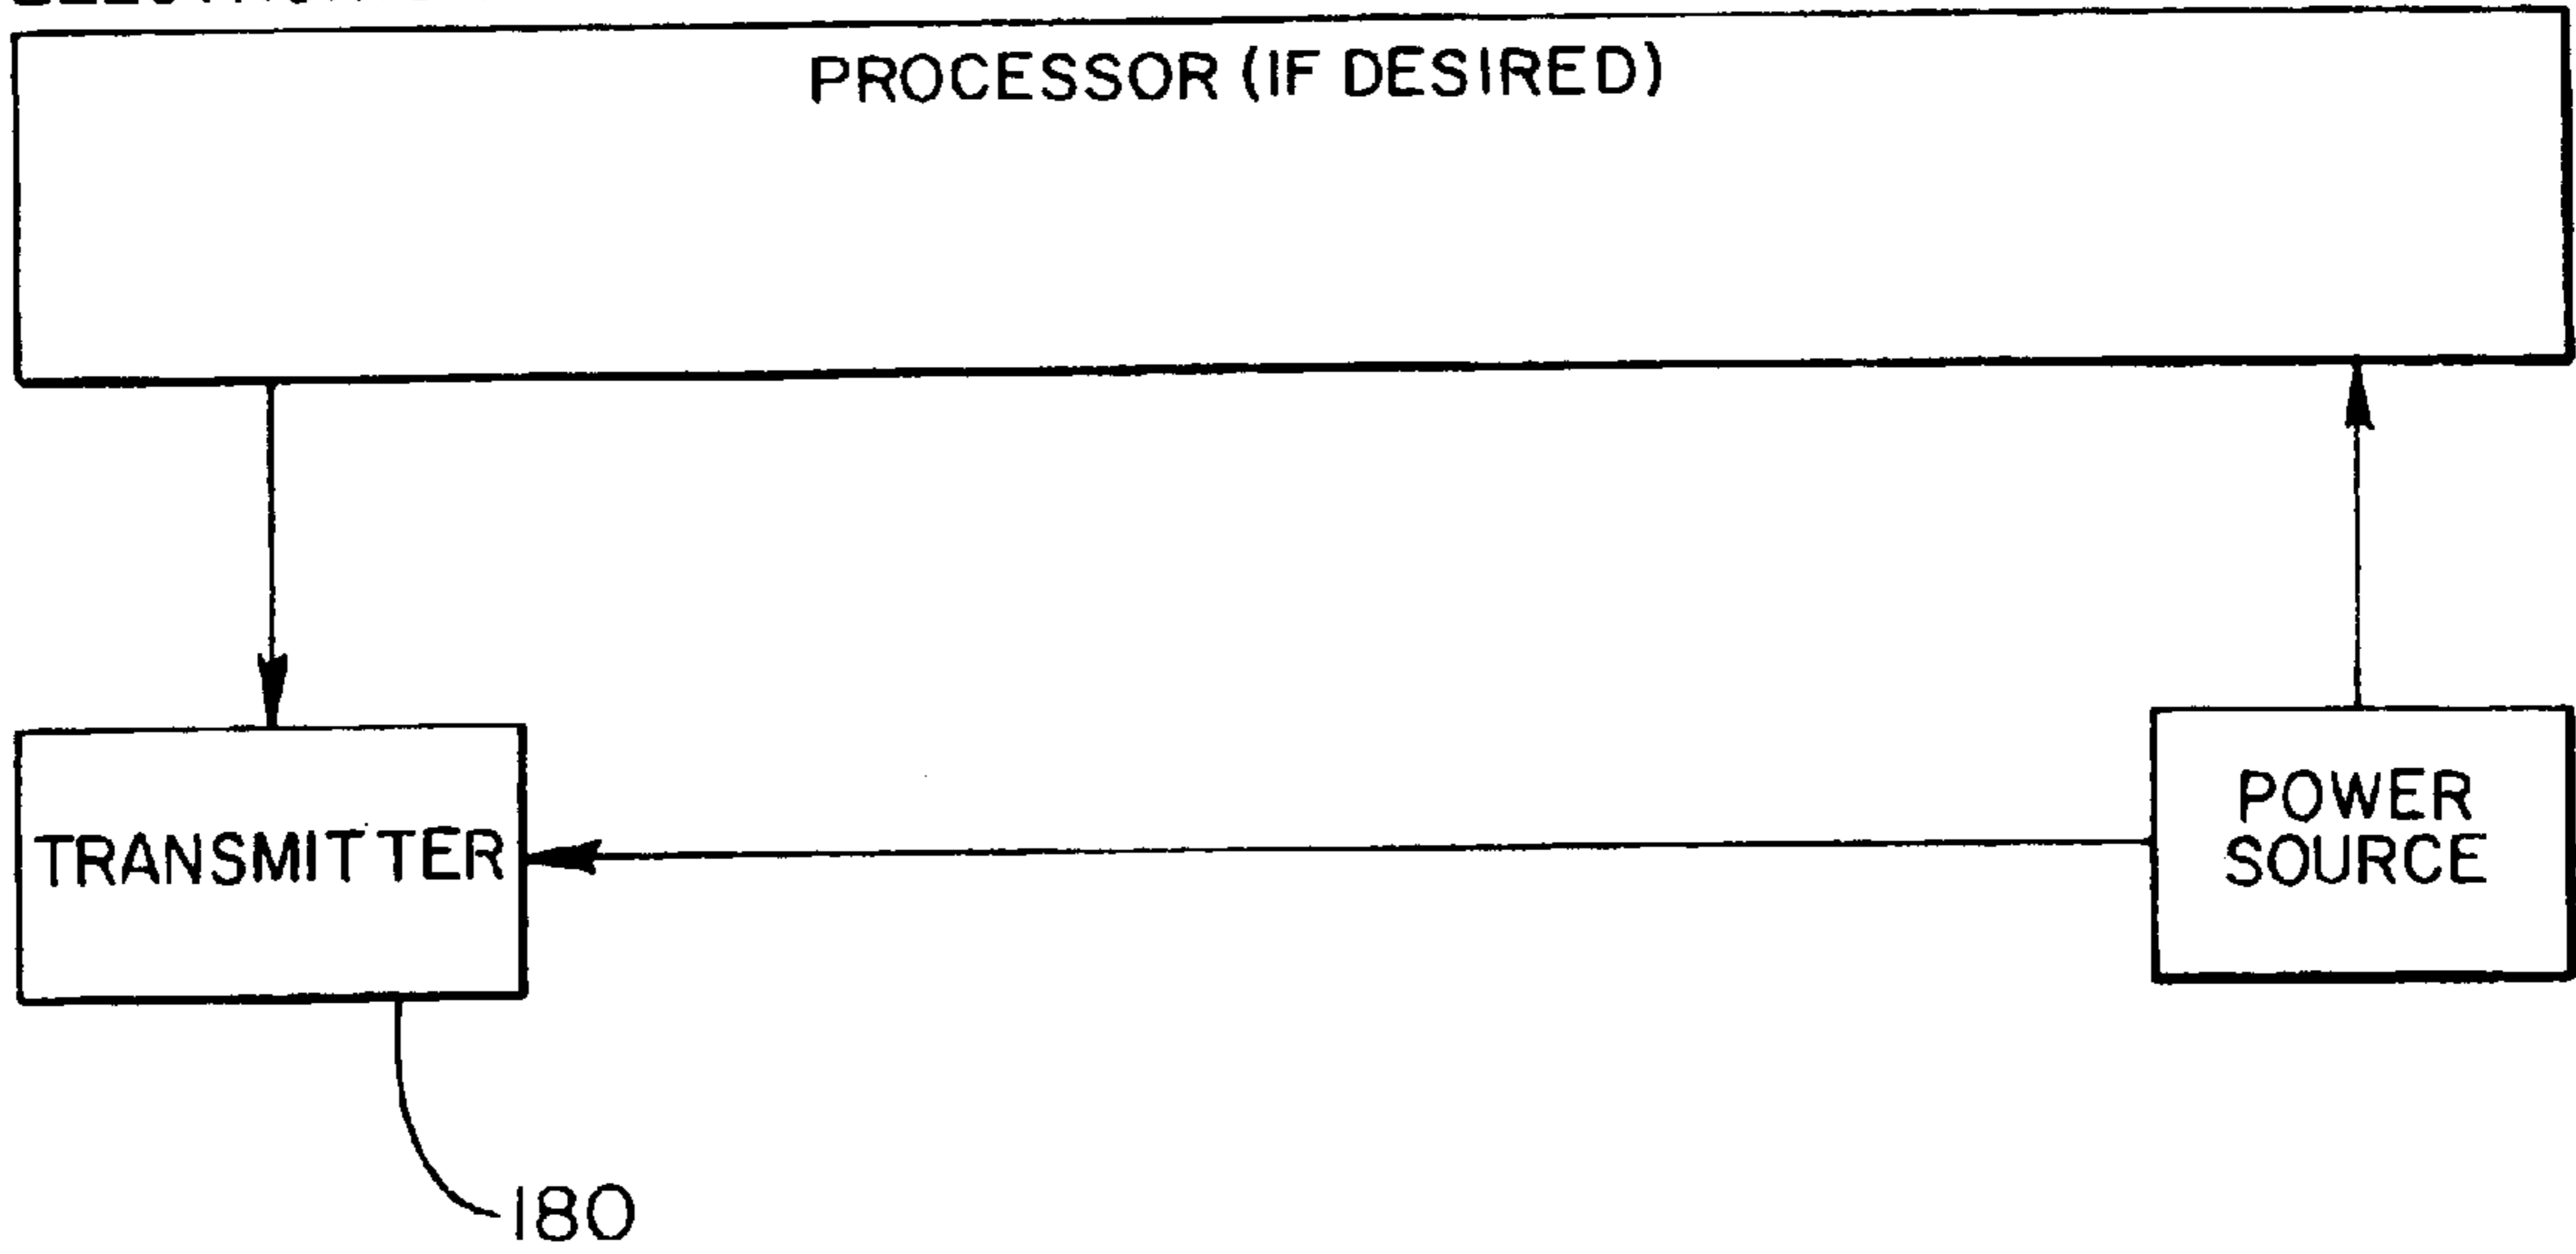 PROCESSOR (IF DESIRED)
TRANSMITTER
POWER
SOURCE
180